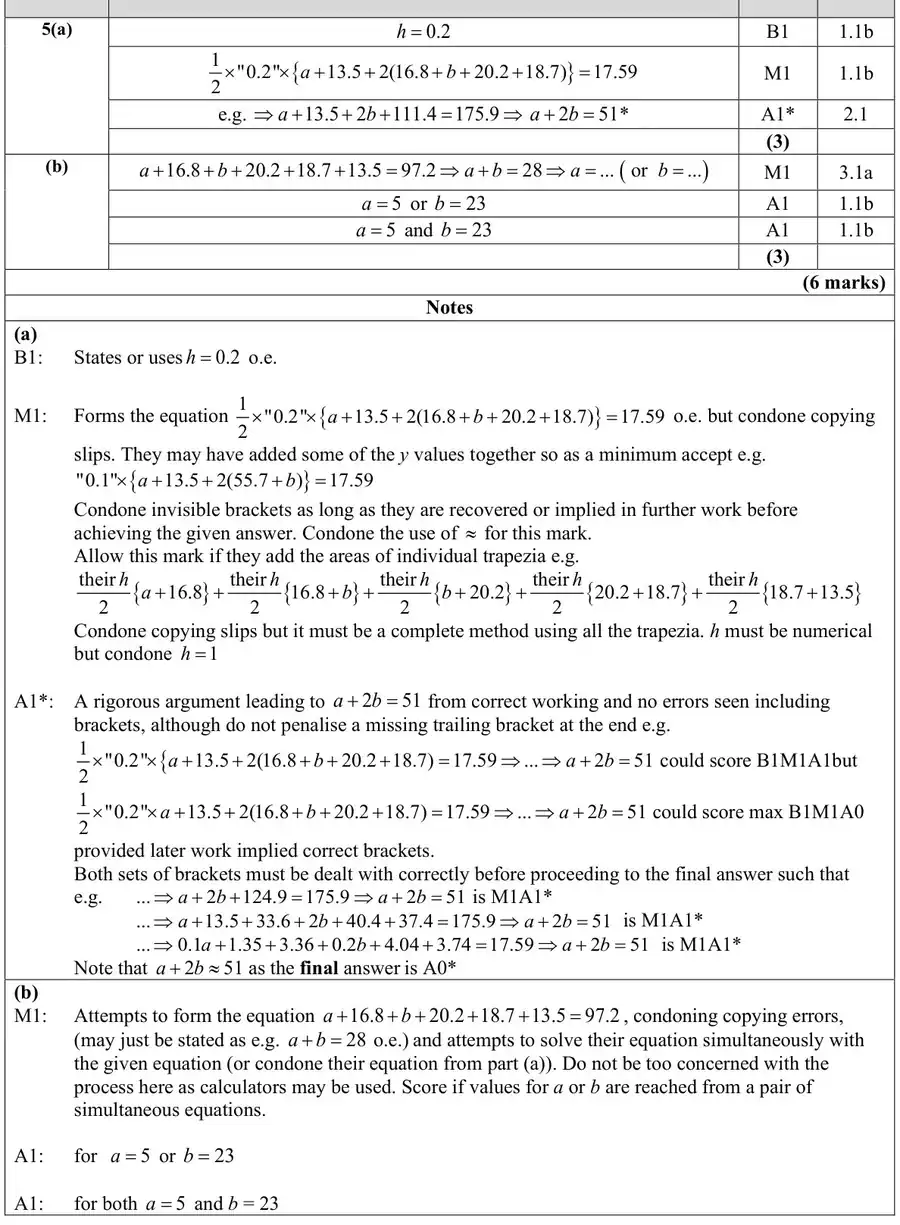 5(a) h = 0.2 B1 1.1b
1/2 × "0.2" × {a + 13.5 + 2(16.8 + b + 20.2 + 18.7)} = 17.59 M1 1.1b
e.g. ⇒ a + 13.5 + 2b + 111.4 = 175.9 ⇒ a + 2b = 51* A1* 2.1
(3)
(b) a + 16.8 + b + 20.2 + 18.7 + 13.5 = 97.2 ⇒ a + b = 28 ⇒ a = ... ( or b = ...) M1 3.1a
a = 5 or b = 23 A1 1.1b
a = 5 and b = 23 A1 1.1b
(3)
(6 marks)
Notes
(a)
B1: States or uses h = 0.2 o.e.
M1: Forms the equation 1/2 × "0.2" × {a + 13.5 + 2(16.8 + b + 20.2 + 18.7)} = 17.59 o.e. but condone copying
slips. They may have added some of the y values together so as a minimum accept e.g.
"0.1" × {a + 13.5 + 2(55.7 + b)} = 17.59
Condone invisible brackets as long as they are recovered or implied in further work before
achieving the given answer. Condone the use of ≈ for this mark.
Allow this mark if they add the areas of individual trapezia e.g.
their h/2 {a + 16.8} + their h/2 {16.8 + b} + their h/2 {b + 20.2} + their h/2 {20.2 + 18.7} + their h/2 {18.7 + 13.5}
Condone copying slips but it must be a complete method using all the trapezia. h must be numerical
but condone h = 1
A1*: A rigorous argument leading to a + 2b = 51 from correct working and no errors seen including
brackets, although do not penalise a missing trailing bracket at the end e.g.
1/2 × "0.2" × {a + 13.5 + 2(16.8 + b + 20.2 + 18.7) = 17.59 ⇒ ... ⇒ a + 2b = 51 could score B1M1A1but
1/2 × "0.2" × a + 13.5 + 2(16.8 + b + 20.2 + 18.7) = 17.59 ⇒ ... ⇒ a + 2b = 51 could score max B1M1A0
provided later work implied correct brackets.
Both sets of brackets must be dealt with correctly before proceeding to the final answer such that
e.g. ... ⇒ a + 2b + 124.9 = 175.9 ⇒ a + 2b = 51 is M1A1*
... ⇒ a + 13.5 + 33.6 + 2b + 40.4 + 37.4 = 175.9 ⇒ a + 2b = 51 is M1A1*
... ⇒ 0.1a + 1.35 + 3.36 + 0.2b + 4.04 + 3.74 = 17.59 ⇒ a + 2b = 51 is M1A1*
Note that a + 2b ≈ 51 as the final answer is A0*
(b)
M1: Attempts to form the equation a + 16.8 + b + 20.2 + 18.7 + 13.5 = 97.2 , condoning copying errors,
(may just be stated as e.g. a + b = 28 o.e.) and attempts to solve their equation simultaneously with
the given equation (or condone their equation from part (a)). Do not be too concerned with the
process here as calculators may be used. Score if values for a or b are reached from a pair of
simultaneous equations.
A1: for a = 5 or b = 23
A1: for both a = 5 and b = 23